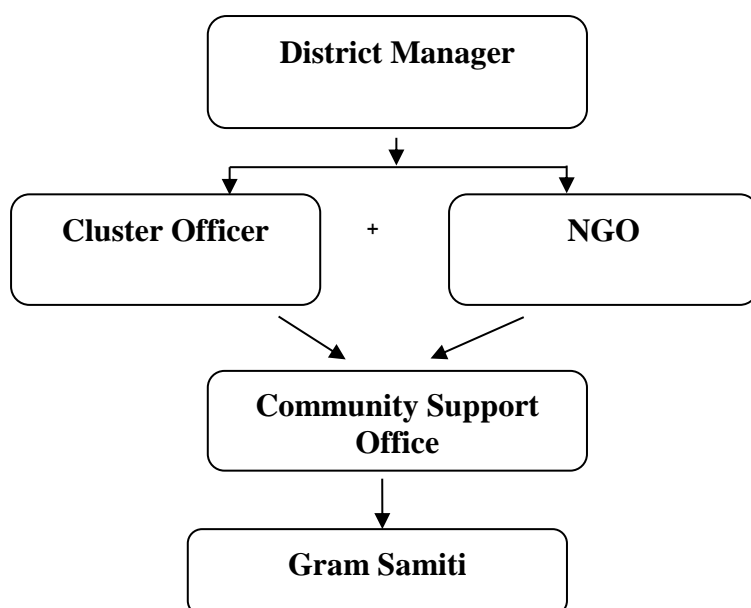 District Manager
Cluster Officer
+
NGO
Community Support
Office
Gram Samiti